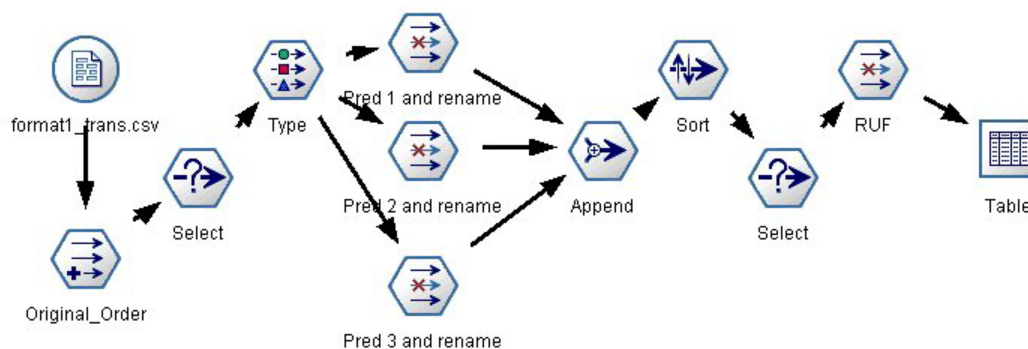 format1_trans.csv
Original_Order
Select
Type
Pred 1 and rename
Pred 2 and rename
Pred 3 and rename
Append
Sort
Select
RUF
Table